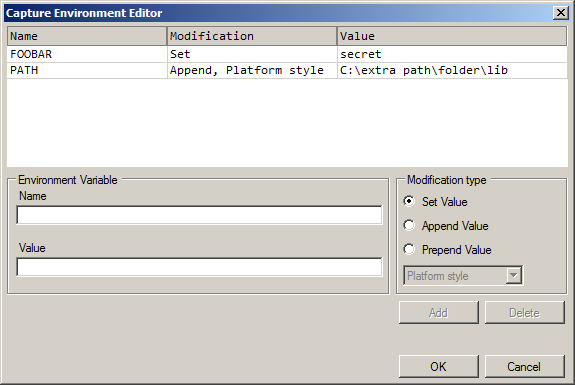 Capture Environment Editor
Name Modification Value
FOOBAR Set secret
PATH Append, Platform style C:\extra path\folder\lib
Environment Variable
Name
Value
Modification type
Set Value
Append Value
Prepend Value
Platform style
Add Delete
OK Cancel